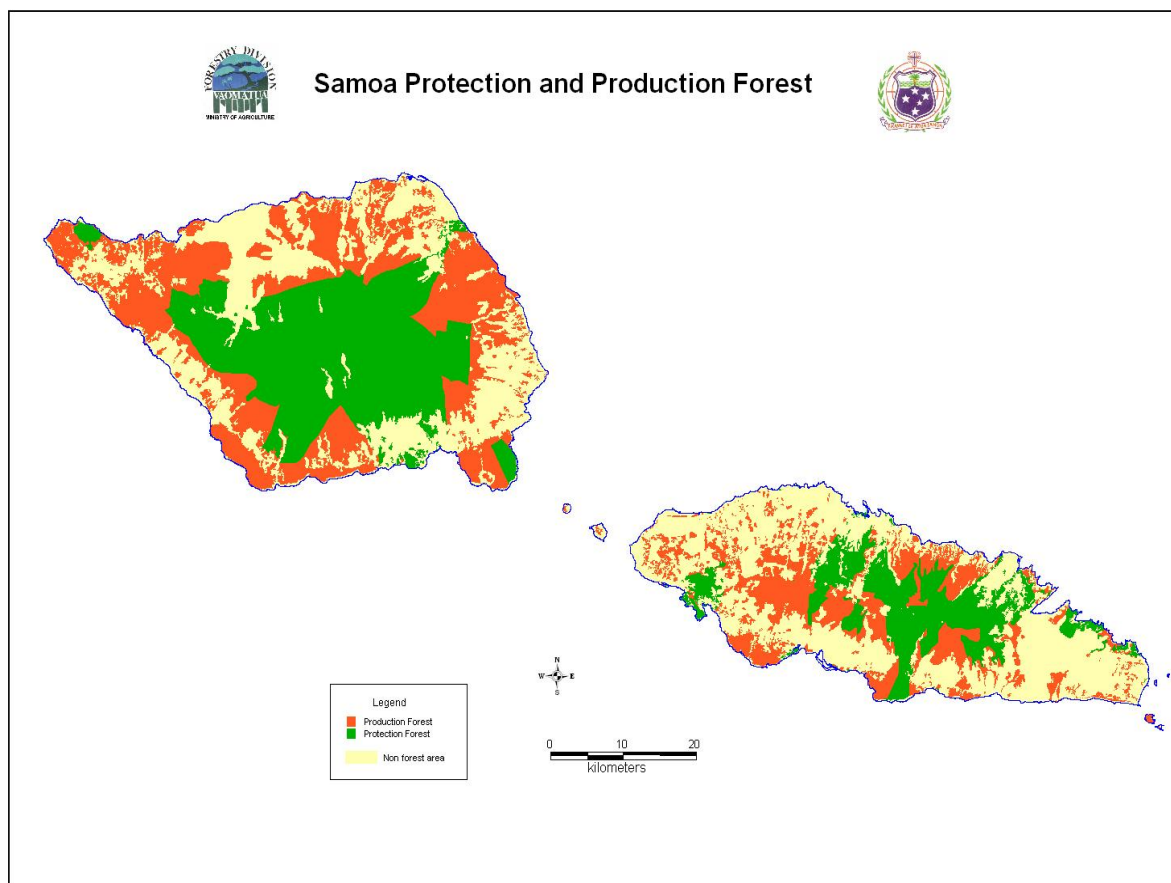 FORESTRY DIVISION
VAOMATUA
MINISTRY OF AGRICULTURE
Samoa Protection and Production Forest
N
W E
S
Legend
Production Forest
Protection Forest
Non forest area
0 10 20
kilometers